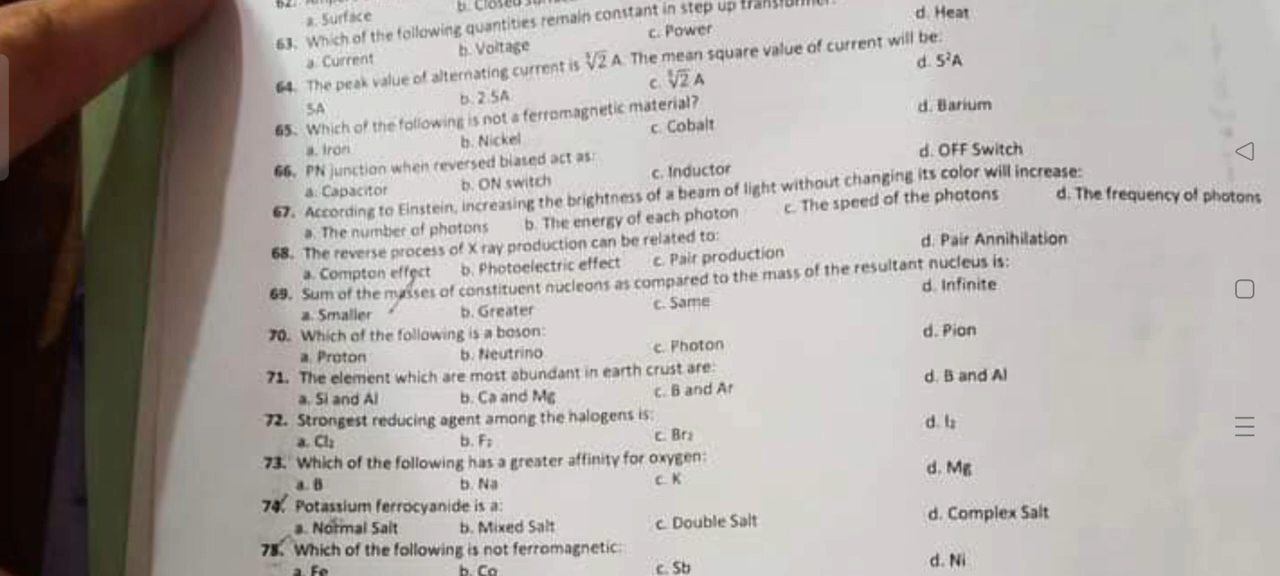 a. Surface
63. Which of the following quantities remain constant in step up transformer.
a. Current b. Voltage c. Power d. Heat
64. The peak value of alternating current is ∜2 A. The mean square value of current will be:
5A b. 2.5A c. ∜2 A d. 5²A
65. Which of the following is not a ferromagnetic material?
a. Iron b. Nickel c. Cobalt d. Barium
66. PN junction when reversed biased act as:
a. Capacitor b. ON switch c. Inductor d. OFF Switch
67. According to Einstein, increasing the brightness of a beam of light without changing its color will increase:
a. The number of photons b. The energy of each photon c. The speed of the photons d. The frequency of photons
68. The reverse process of X ray production can be related to:
a. Compton effect b. Photoelectric effect c. Pair production d. Pair Annihilation
69. Sum of the masses of constituent nucleons as compared to the mass of the resultant nucleus is:
a. Smaller b. Greater c. Same d. Infinite
70. Which of the following is a boson:
a. Proton b. Neutrino c. Photon d. Pion
71. The element which are most abundant in earth crust are:
a. Si and Al b. Ca and Mg c. B and Ar d. B and Al
72. Strongest reducing agent among the halogens is:
a. Cl₂ b. F₂ c. Br₂ d. I₂
73. Which of the following has a greater affinity for oxygen:
a. B b. Na c. K d. Mg
74. Potassium ferrocyanide is a:
a. Normal Salt b. Mixed Salt c. Double Salt d. Complex Salt
75. Which of the following is not ferromagnetic:
a. Fe b. Co c. Sb d. Ni